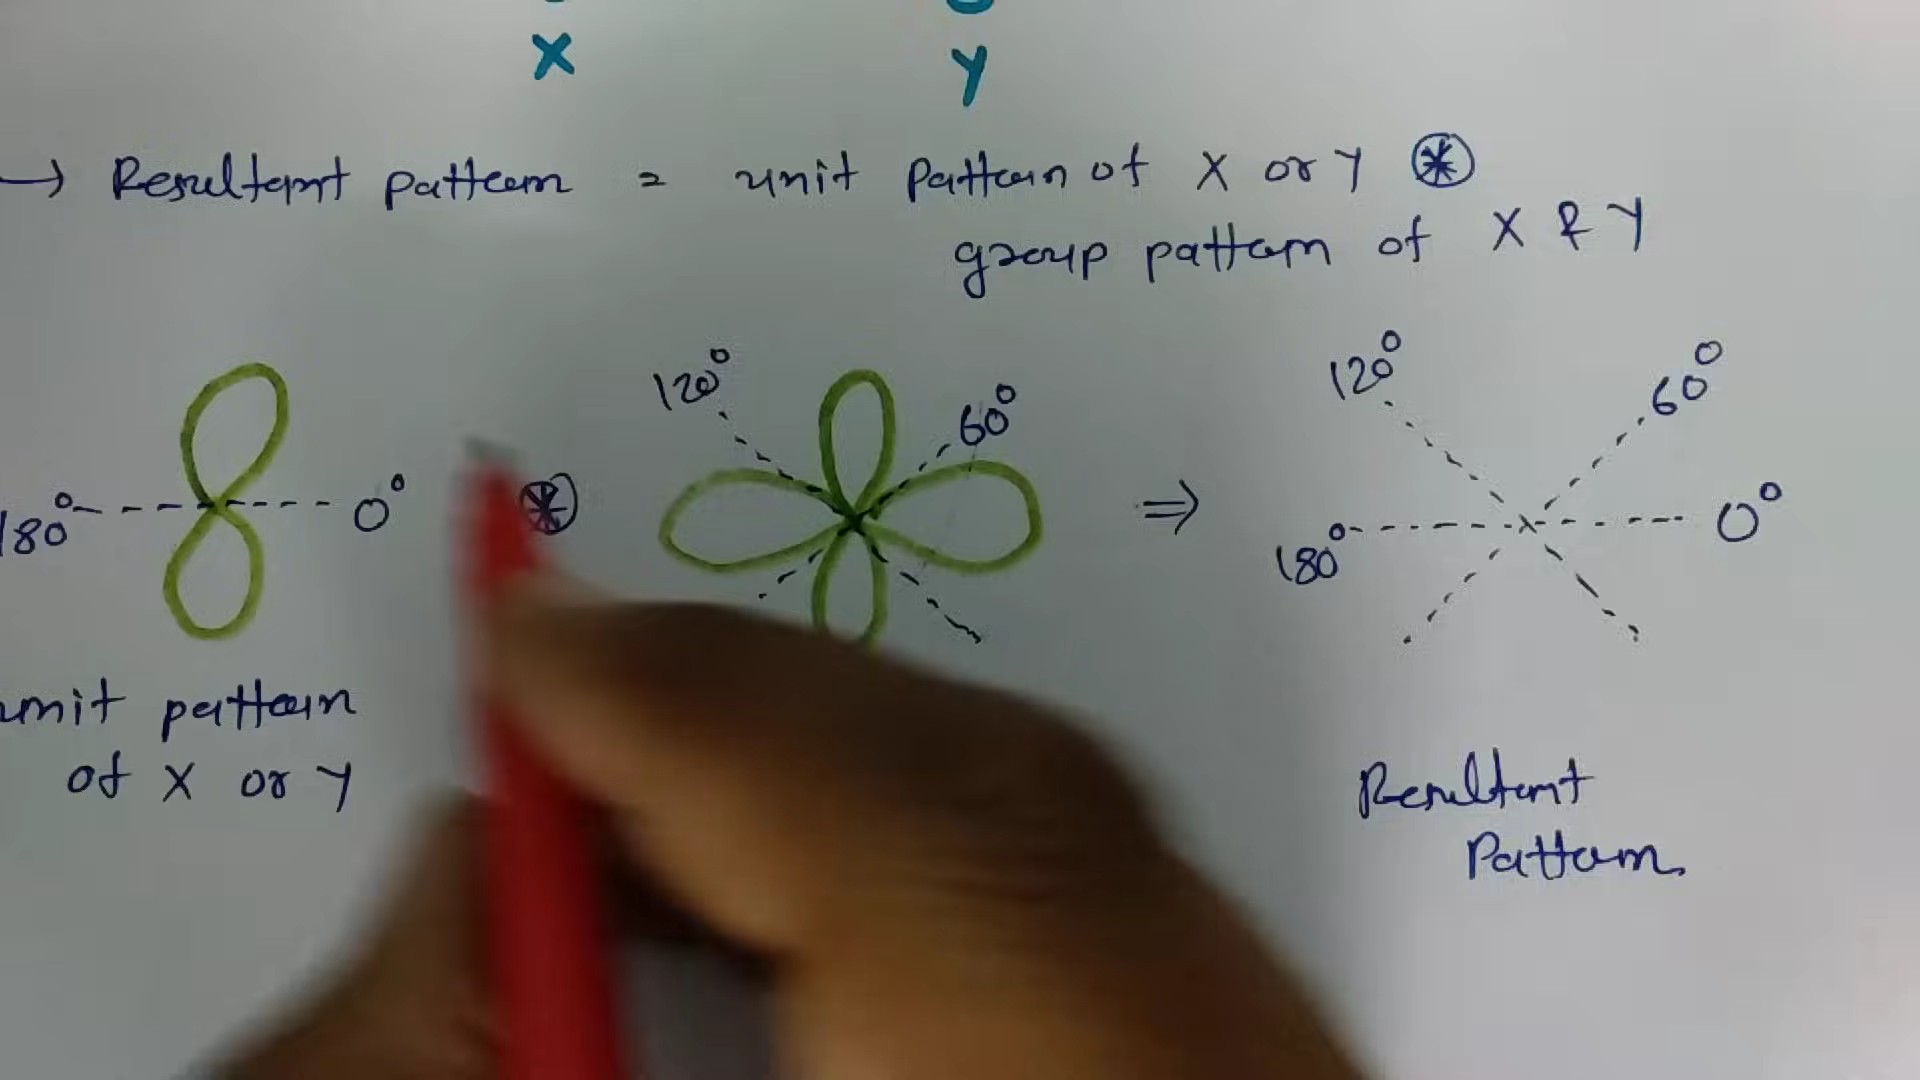 X Y
→ Resultant pattern = unit pattern of X or Y ⊛
group pattern of X & Y
120° 60° 120° 60°
180° 0° ⊛ ⇒ 180° 0°
unit pattern
of X or Y
Resultant
Pattern